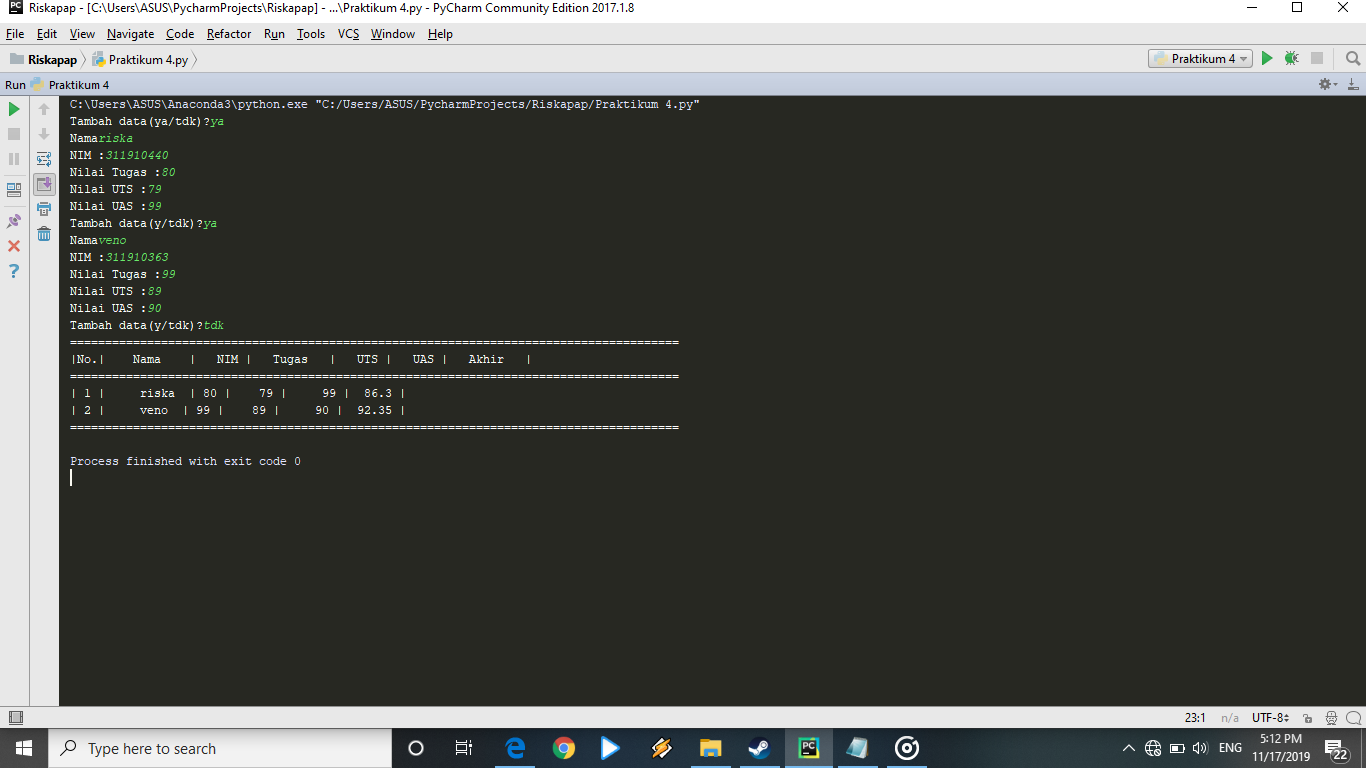 Riskapap - [C:\Users\ASUS\PycharmProjects\Riskapap] - ...\Praktikum 4.py - PyCharm Community Edition 2017.1.8
File Edit View Navigate Code Refactor Run Tools VCS Window Help
Riskapap Praktikum 4.py Praktikum 4
Run Praktikum 4
C:\Users\ASUS\Anaconda3\python.exe "C:/Users/ASUS/PycharmProjects/Riskapap/Praktikum 4.py"
Tambah data(ya/tdk)?ya
Namariska
NIM :311910440
Nilai Tugas :80
Nilai UTS :79
Nilai UAS :99
Tambah data(y/tdk)?ya
Namaveno
NIM :311910363
Nilai Tugas :99
Nilai UTS :89
Nilai UAS :90
Tambah data(y/tdk)?tdk
=======================================================================================
|No.|    Nama    |   NIM |   Tugas   |   UTS |   UAS |   Akhir   |
=======================================================================================
| 1 |     riska  | 80 |    79 |     99 |  86.3 |
| 2 |     veno  | 99 |    89 |     90 |  92.35 |
=======================================================================================
Process finished with exit code 0
23:1 n/a UTF-8
Type here to search
ENG
5:12 PM
11/17/2019
22